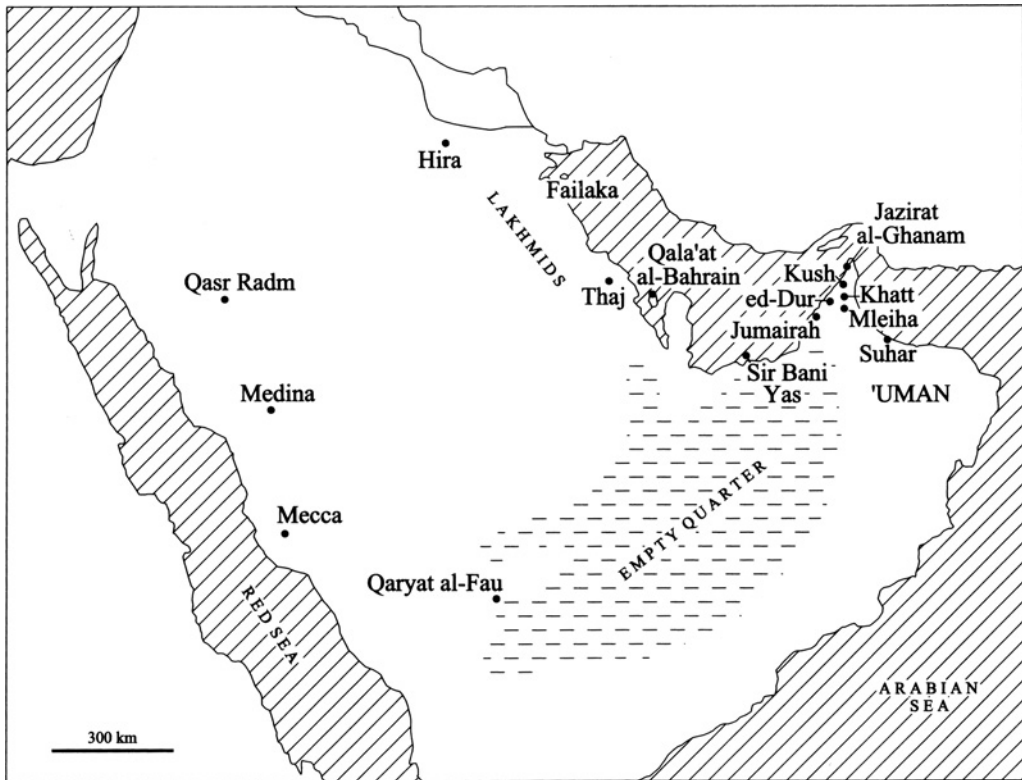 Hira
LAKHMIDS
Failaka
Jazirat
al-Ghanam
Qala'at
al-Bahrain
Kush
Qasr Radm
Thaj
ed-Dur
Khatt
Mleiha
Jumairah
Suhar
Sir Bani
Yas
'UMAN
Medina
EMPTY QUARTER
Mecca
Qaryat al-Fau
RED SEA
ARABIAN
SEA
300 km